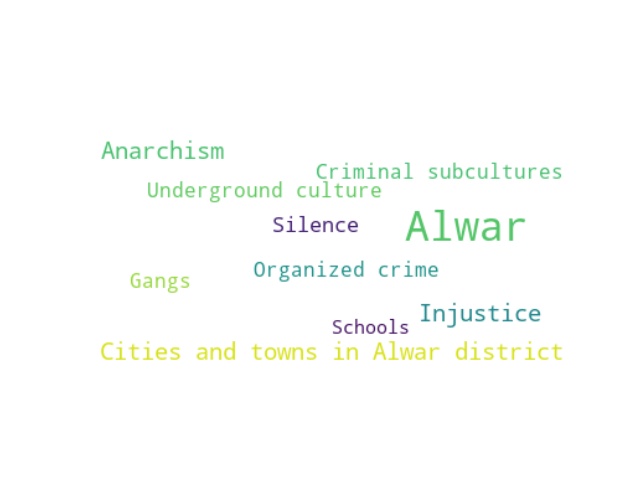 Anarchism
Criminal subcultures
Underground culture
Silence
Alwar
Organized crime
Gangs
Injustice
Schools
Cities and towns in Alwar district